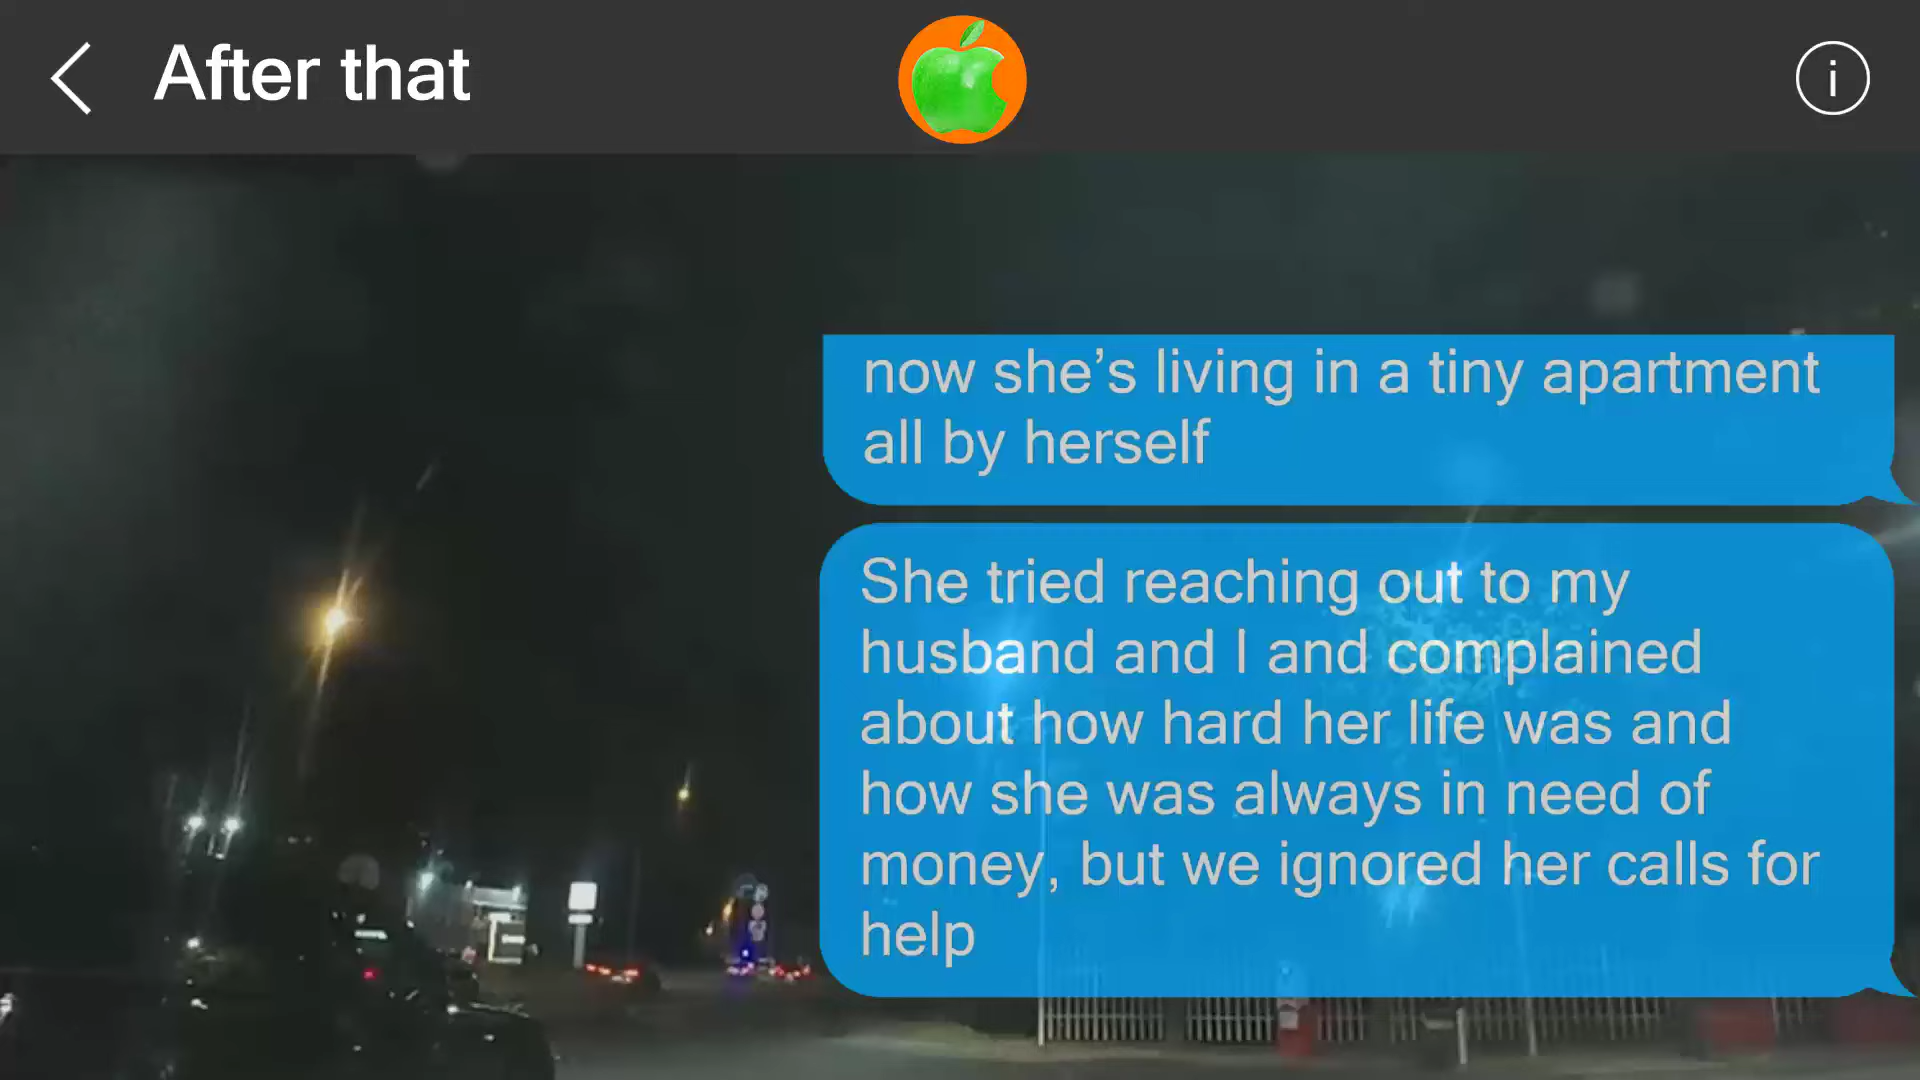 After that
now she’s living in a tiny apartment
all by herself
She tried reaching out to my
husband and I and complained
about how hard her life was and
how she was always in need of
money, but we ignored her calls for
help